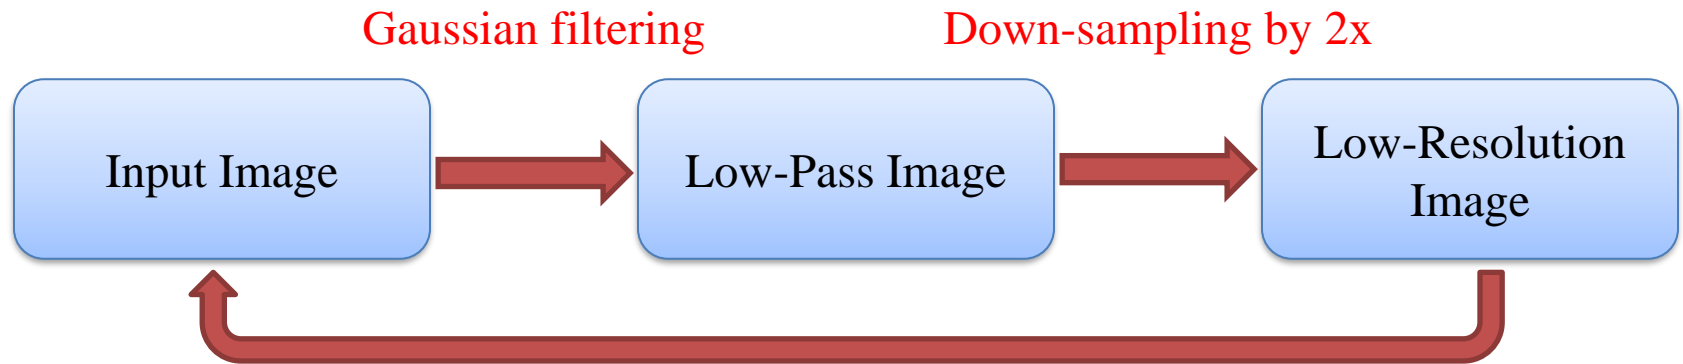 Gaussian filtering
Down-sampling by 2x
Input Image
Low-Pass Image
Low-Resolution
Image